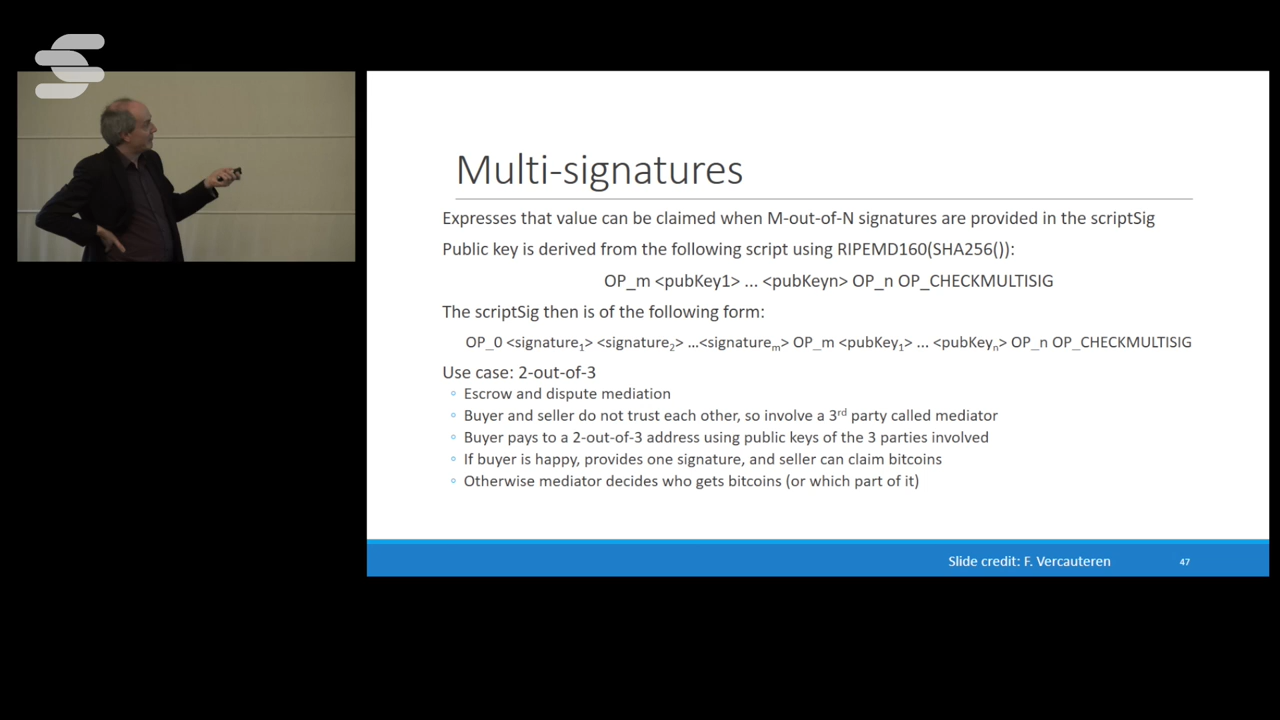 Multi-signatures
Expresses that value can be claimed when M-out-of-N signatures are provided in the scriptSig
Public key is derived from the following script using RIPEMD160(SHA256()):
OP_m <pubKey1> ... <pubKeyn> OP_n OP_CHECKMULTISIG
The scriptSig then is of the following form:
OP_0 <signature₁> <signature₂> …<signatureₘ> OP_m <pubKey₁> ... <pubKeyₙ> OP_n OP_CHECKMULTISIG
Use case: 2-out-of-3
◦ Escrow and dispute mediation
◦ Buyer and seller do not trust each other, so involve a 3rd party called mediator
◦ Buyer pays to a 2-out-of-3 address using public keys of the 3 parties involved
◦ If buyer is happy, provides one signature, and seller can claim bitcoins
◦ Otherwise mediator decides who gets bitcoins (or which part of it)
Slide credit: F. Vercauteren
47